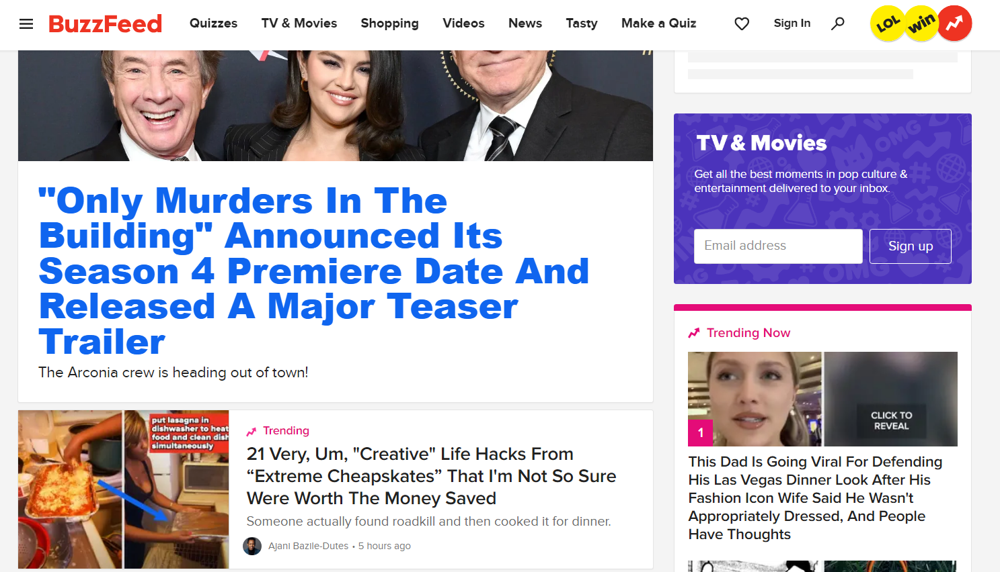 BuzzFeed
Quizzes TV & Movies Shopping Videos News Tasty Make a Quiz
Sign In
LOL
win
"Only Murders In The
Building" Announced Its
Season 4 Premiere Date And
Released A Major Teaser
Trailer
The Arconia crew is heading out of town!
put lasagna in
dishwasher to heat
food and clean dish
simultaneously
Trending
21 Very, Um, "Creative" Life Hacks From
“Extreme Cheapskates” That I'm Not So Sure
Were Worth The Money Saved
Someone actually found roadkill and then cooked it for dinner.
Ajani Bazile-Dutes • 5 hours ago
TV & Movies
Get all the best moments in pop culture &
entertainment delivered to your inbox.
Email address
Sign up
OMG
OMG
Trending Now
CLICK TO
REVEAL
1
This Dad Is Going Viral For Defending
His Las Vegas Dinner Look After His
Fashion Icon Wife Said He Wasn't
Appropriately Dressed, And People
Have Thoughts